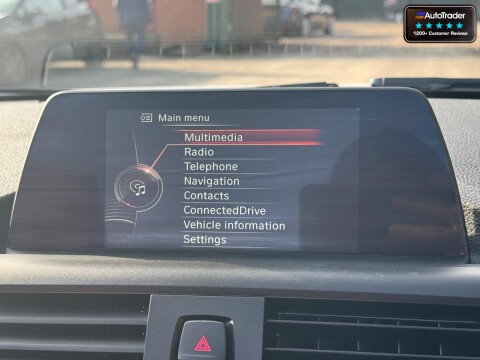 AutoTrader
1200+ Customer Reviews
Main menu
Multimedia
Radio
Telephone
Navigation
Contacts
ConnectedDrive
Vehicle information
Settings